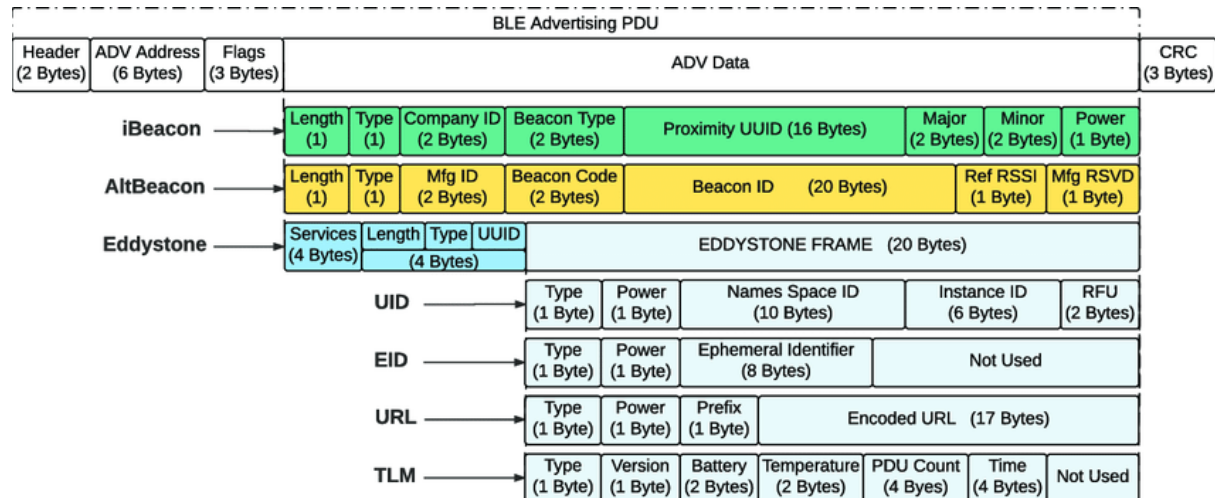 BLE Advertising PDU
Header ADV Address Flags ADV Data CRC
(2 Bytes) (6 Bytes) (3 Bytes) (3 Bytes)
iBeacon Length Type Company ID Beacon Type Proximity UUID (16 Bytes) Major Minor Power
(1) (1) (2 Bytes) (2 Bytes) (2 Bytes) (2 Bytes) (1 Byte)
AltBeacon Length Type Mfg ID Beacon Code Beacon ID (20 Bytes) Ref RSSI Mfg RSVD
(1) (1) (2 Bytes) (2 Bytes) (1 Byte) (1 Byte)
Eddystone Services Length Type UUID EDDYSTONE FRAME (20 Bytes)
(4 Bytes) (4 Bytes)
UID Type Power Names Space ID Instance ID RFU
(1 Byte) (1 Byte) (10 Bytes) (6 Bytes) (2 Bytes)
EID Type Power Ephemeral Identifier Not Used
(1 Byte) (1 Byte) (8 Bytes)
URL Type Power Prefix Encoded URL (17 Bytes)
(1 Byte) (1 Byte) (1 Byte)
TLM Type Version Battery Temperature PDU Count Time Not Used
(1 Byte) (1 Byte) (2 Bytes) (2 Bytes) (4 Byes) (4 Bytes)